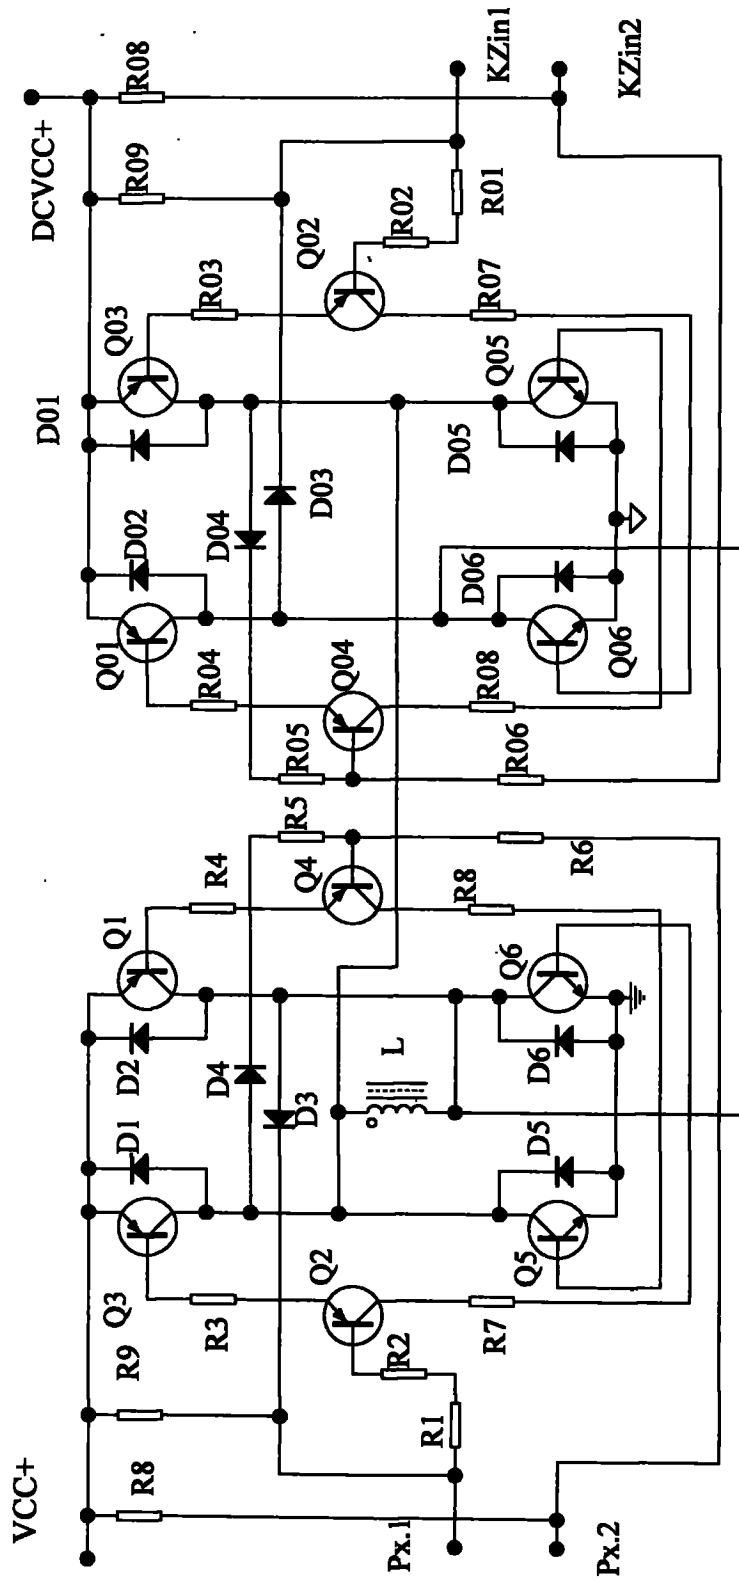 VCC+
DCVCC+
D01
R8
R9
Q3
D1
D2
Q1
Q01
D02
Q03
R09
R08
R3
D4
R4
R04
D04
R03
Q2
D3
Q4
R5
R05
Q04
D03
Q02
Px.1
R1
R2
L
R02
R7
R8
R08
D06
D05
R07
R01
KZin1
Q5
D5
D6
Q6
R6
R06
Q06
Q05
Px.2
KZin2